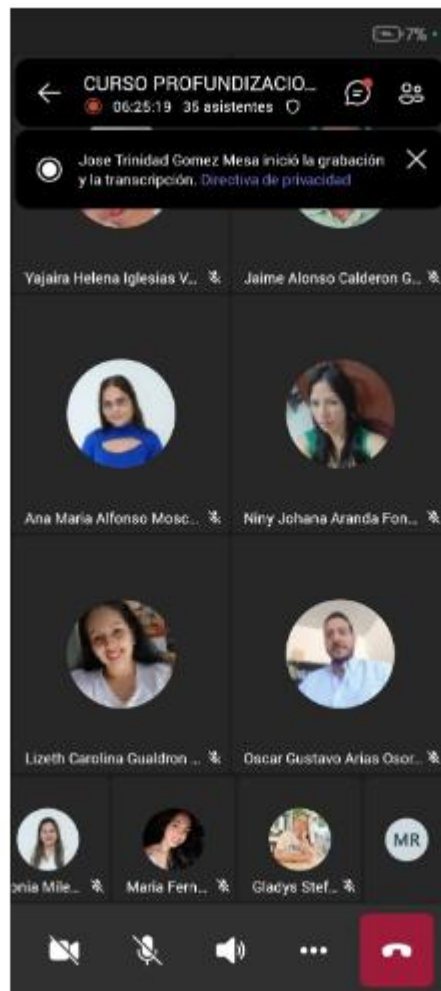 7%
CURSO PROFUNDIZACIO...
06:25:19 35 asistentes
Jose Trinidad Gomez Mesa inició la grabación
y la transcripción. Directiva de privacidad
Yajaira Helena Iglesias V... Jaime Alonso Calderon G...
Ana Maria Alfonso Mosc... Niny Johana Aranda Fon...
Lizeth Carolina Gualdron ... Oscar Gustavo Arias Osor...
MR
onia Mile... Maria Fern... Gladys Stef...